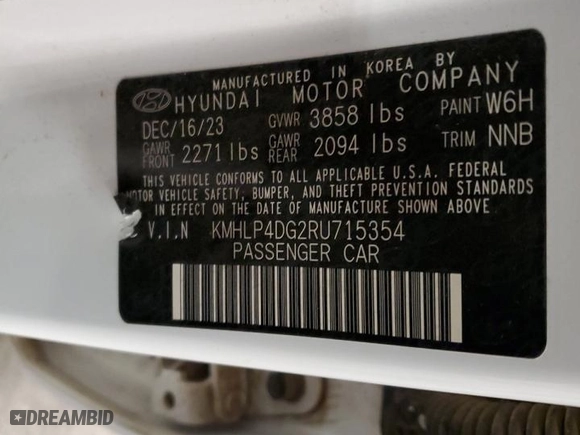 MANUFACTURED IN KOREA BY
HYUNDAI MOTOR COMPANY
DEC/16/23 GVWR 3858 lbs PAINT W6H
GAWR FRONT 2271 lbs GAWR REAR 2094 lbs TRIM NNB
THIS VEHICLE CONFORMS TO ALL APPLICABLE U.S.A. FEDERAL
MOTOR VEHICLE SAFETY, BUMPER, AND THEFT PREVENTION STANDARDS
IN EFFECT ON THE DATE OF MANUFACTURE SHOWN ABOVE.
V.I.N KMHLP4DG2RU715354
PASSENGER CAR
DREAMBID